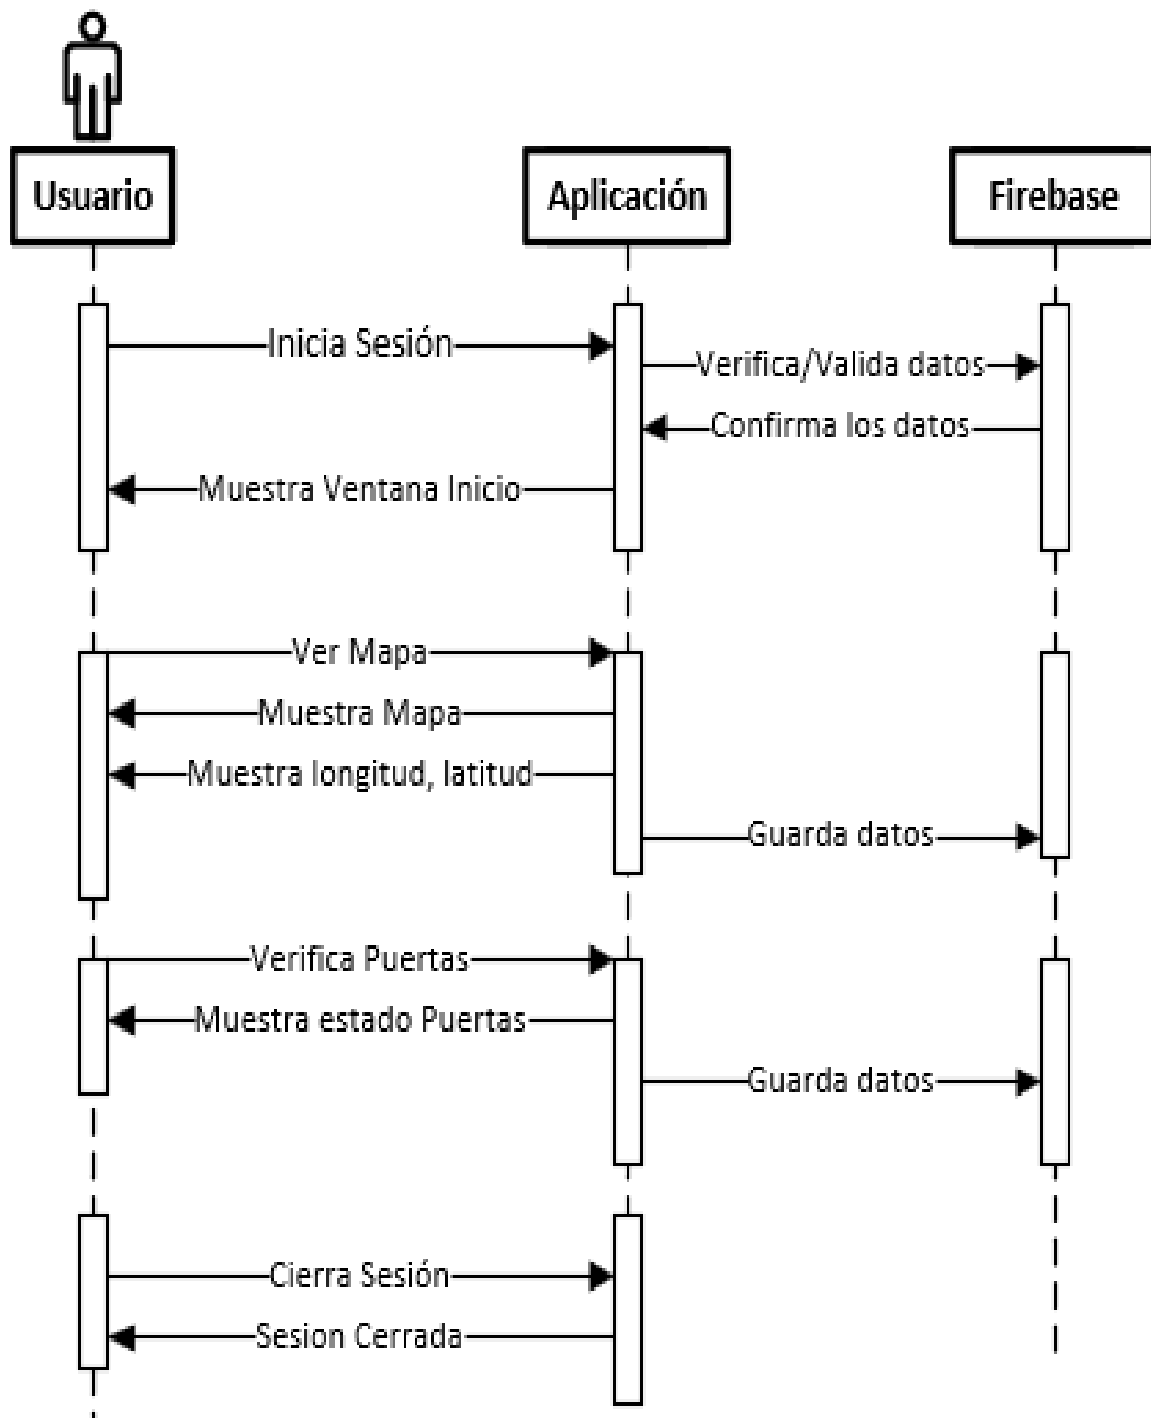 Usuario
Aplicación
Firebase
Inicia Sesión
Verifica/Valida datos
Confirma los datos
Muestra Ventana Inicio
Ver Mapa
Muestra Mapa
Muestra longitud, latitud
Guarda datos
Verifica Puertas
Muestra estado Puertas
Guarda datos
Cierra Sesión
Sesion Cerrada